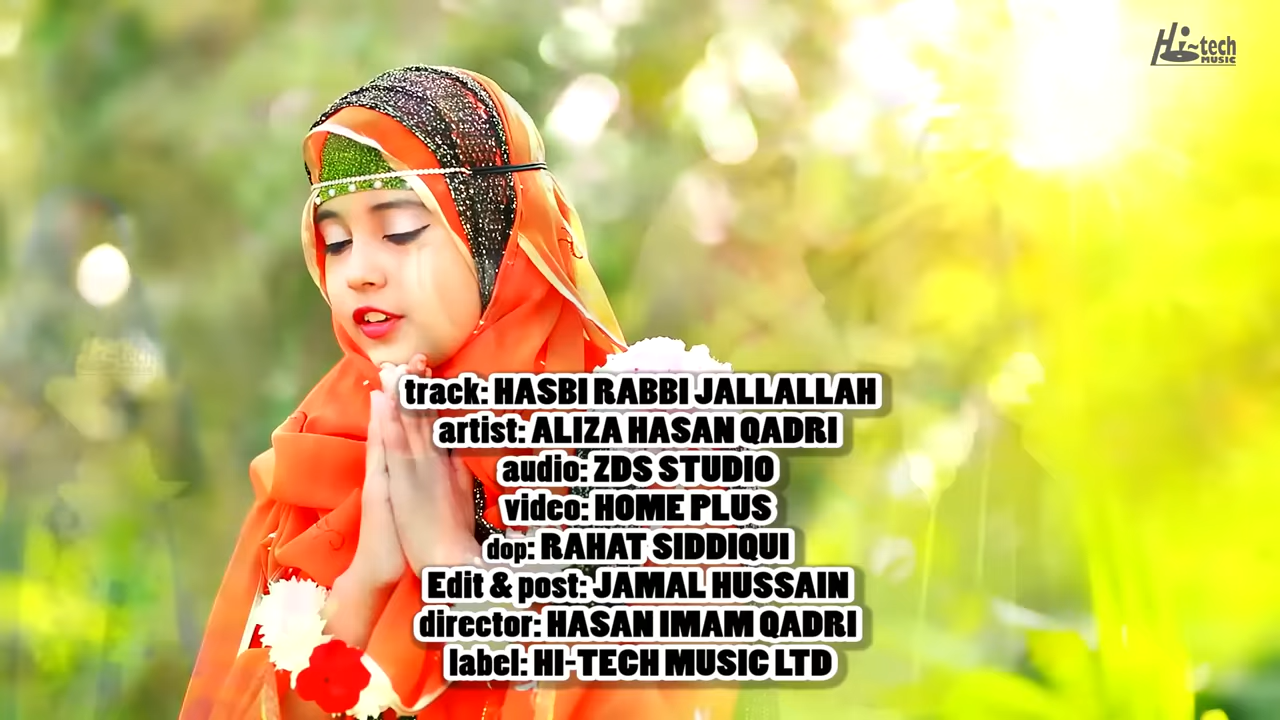 Hi~tech
MUSIC
track: HASBI RABBI JALLALLAH
artist: ALIZA HASAN QADRI
audio: ZDS STUDIO
video: HOME PLUS
dop: RAHAT SIDDIQUI
Edit & post: JAMAL HUSSAIN
director: HASAN IMAM QADRI
label: HI-TECH MUSIC LTD